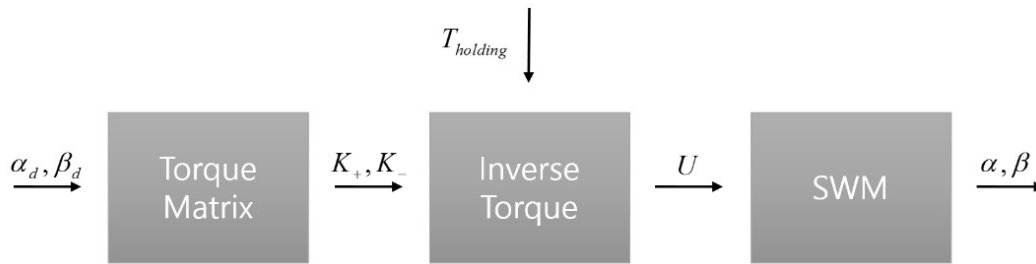 T_holding
α_d, β_d
Torque
Matrix
K_+, K_-
Inverse
Torque
U
SWM
α, β